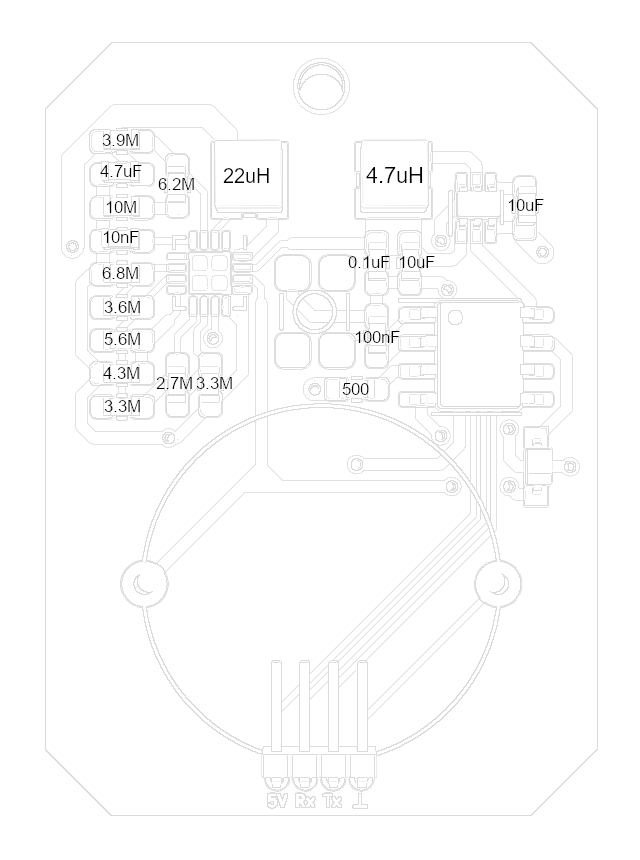 3.9M
4.7uF
6.2M
22uH
4.7uH
10M
10uF
10nF
6.8M
0.1uF
10uF
3.6M
5.6M
100nF
4.3M
2.7M
3.3M
500
3.3M
5V Rx Tx ⊥